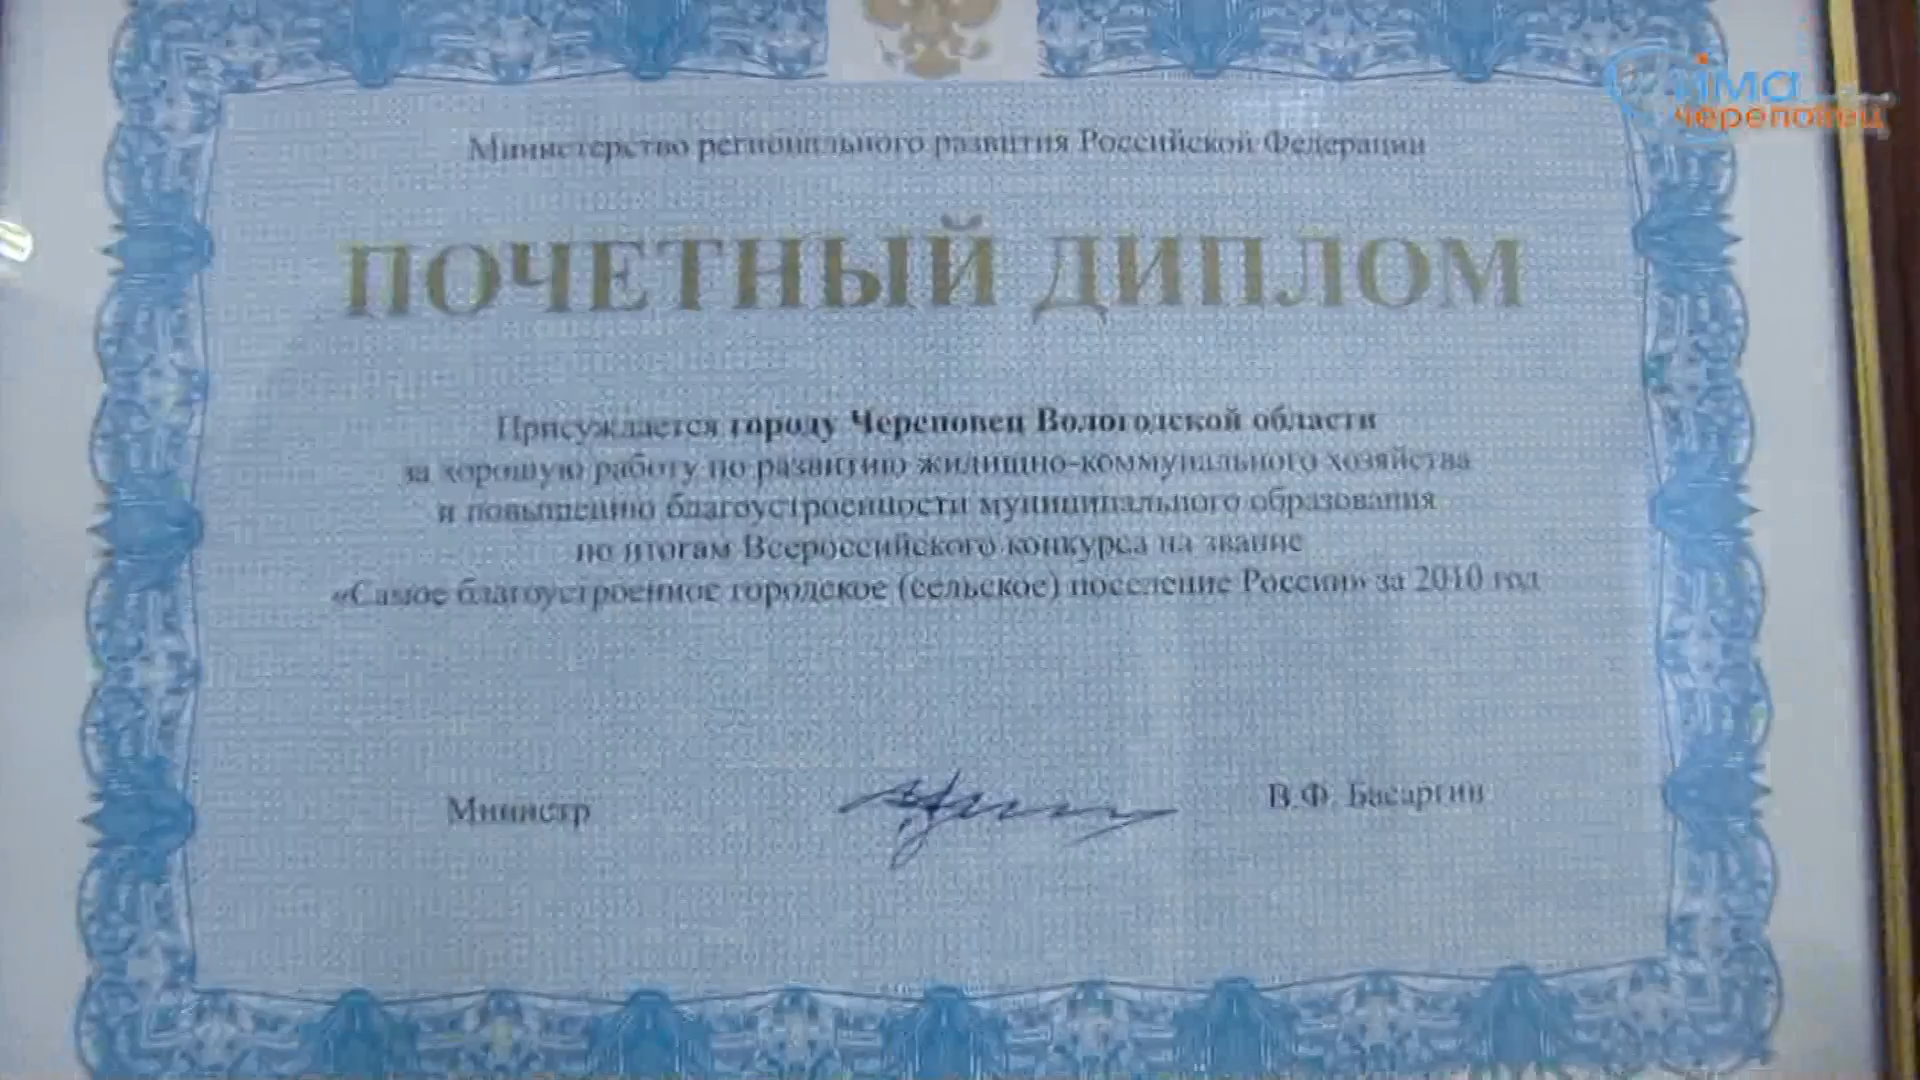 има
череповец
Министерство регионального развития Российской Федерации
ПОЧЕТНЫЙ ДИПЛОМ
Присуждается городу Череповец Вологодской области
за хорошую работу по развитию жилищно-коммунального хозяйства
и повышению благоустроенности муниципального образования
по итогам Всероссийского конкурса на звание
«Самое благоустроенное городское (сельское) поселение России» за 2010 год
Министр
В.Ф. Басаргин